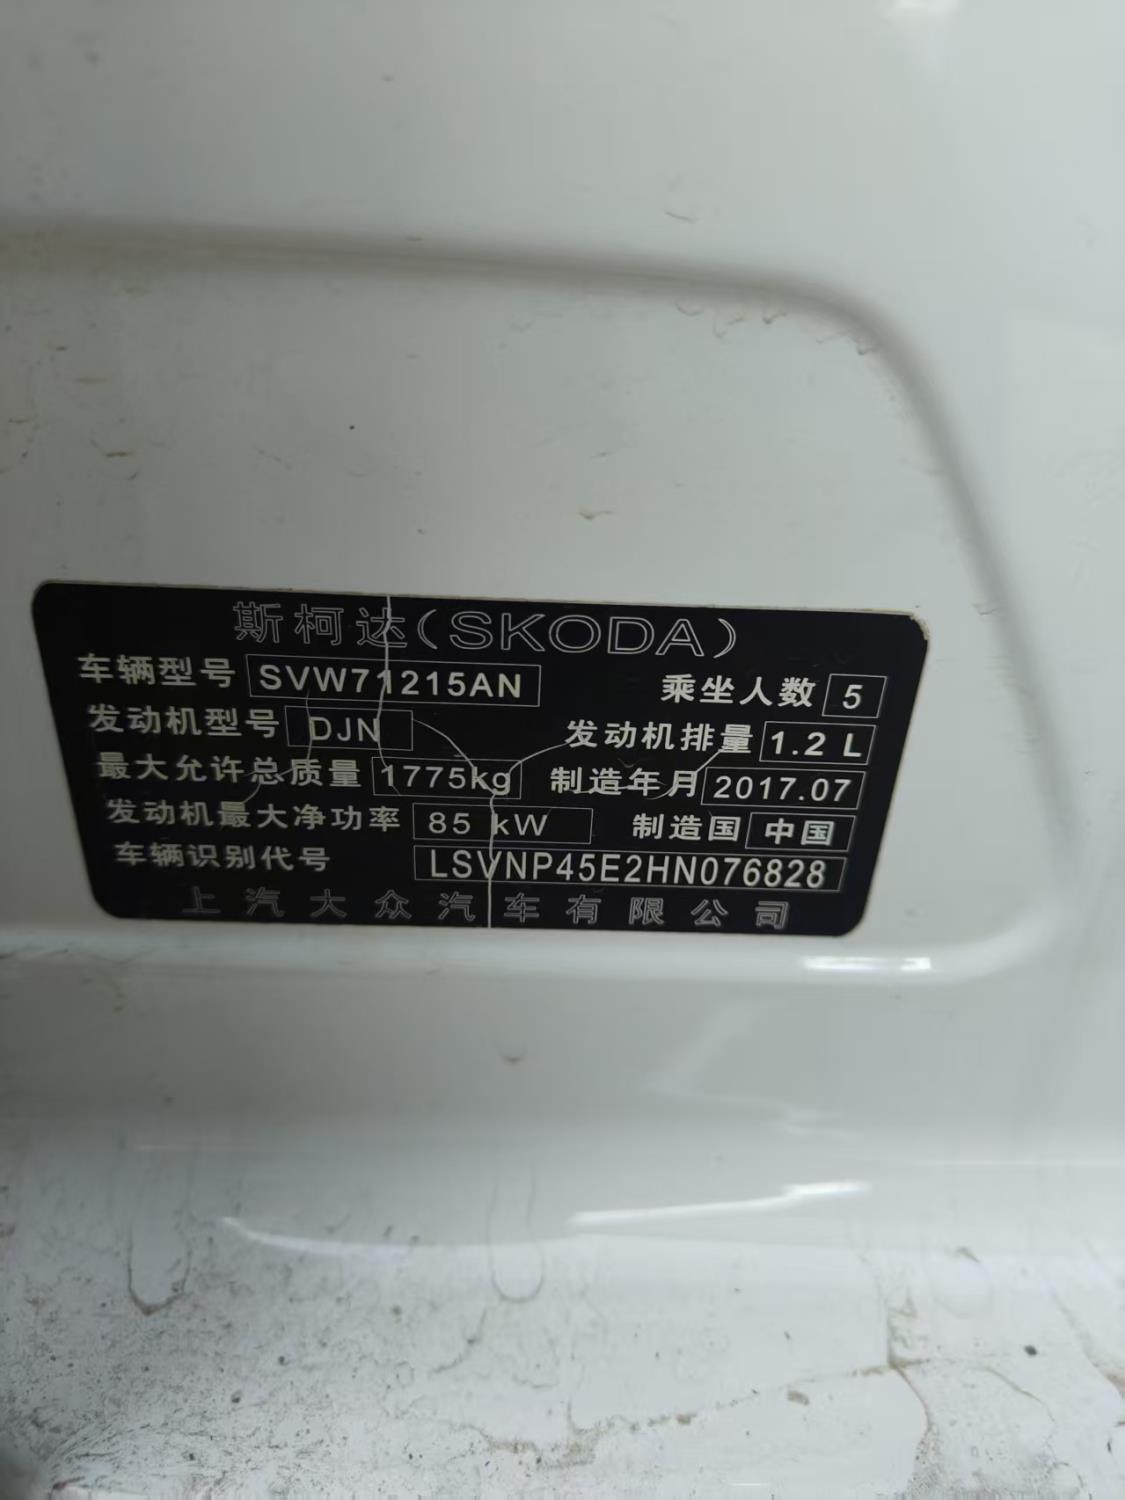 斯柯达(SKODA)
车辆型号 SVW71215AN 乘坐人数 5
发动机型号 DJN 发动机排量 1.2 L
最大允许总质量 1775kg 制造年月 2017.07
发动机最大净功率 85 kW 制造国 中国
车辆识别代号 LSVNP45E2HN076828
上汽大众汽车有限公司